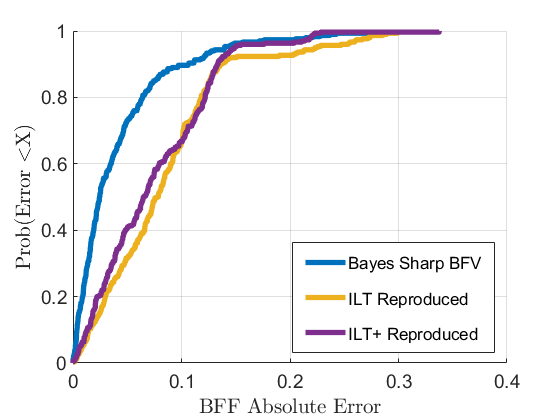 1
0.8
0.6
0.4
0.2
0
Prob(Error <X)
Bayes Sharp BFV
ILT Reproduced
ILT+ Reproduced
0 0.1 0.2 0.3 0.4
BFF Absolute Error